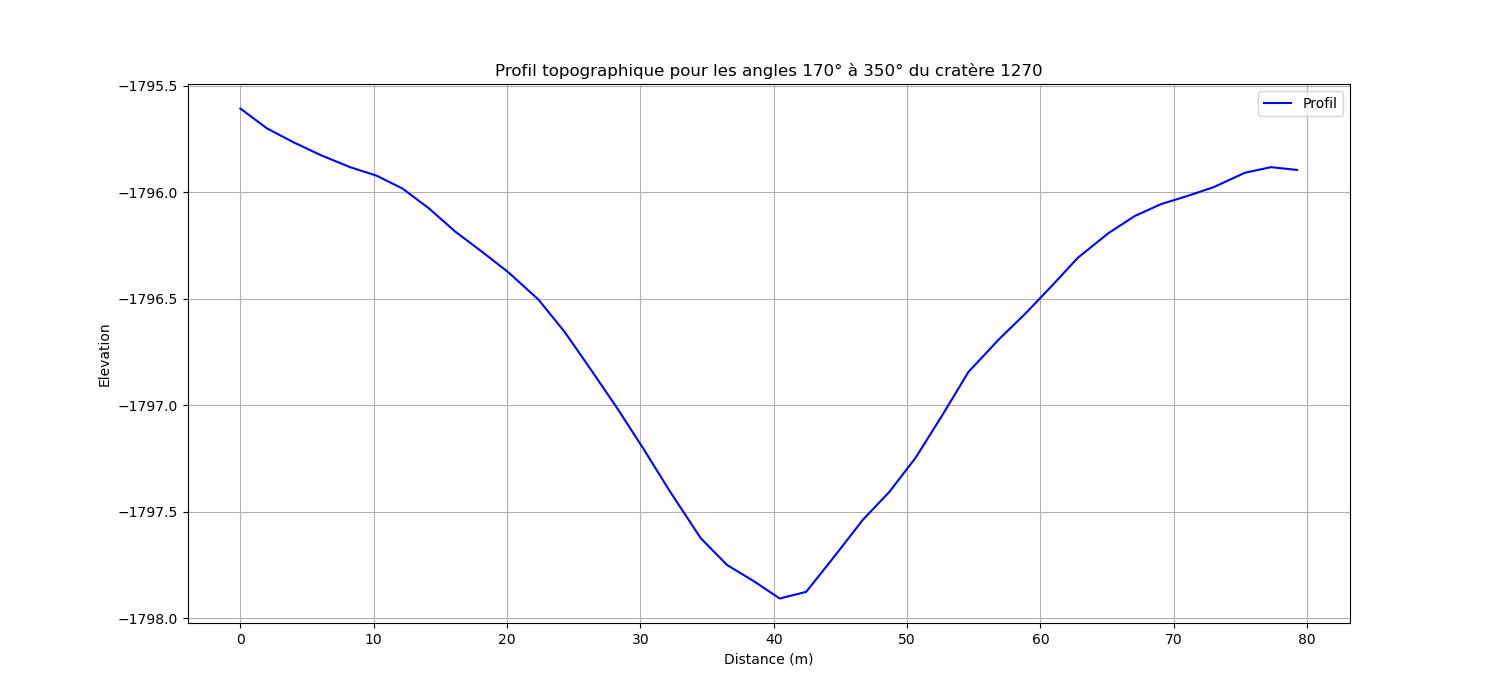 Profil topographique pour les angles 170° à 350° du cratère 1270
Profil
Elevation
−1795.5
−1796.0
−1796.5
−1797.0
−1797.5
−1798.0
0 10 20 30 40 50 60 70 80
Distance (m)